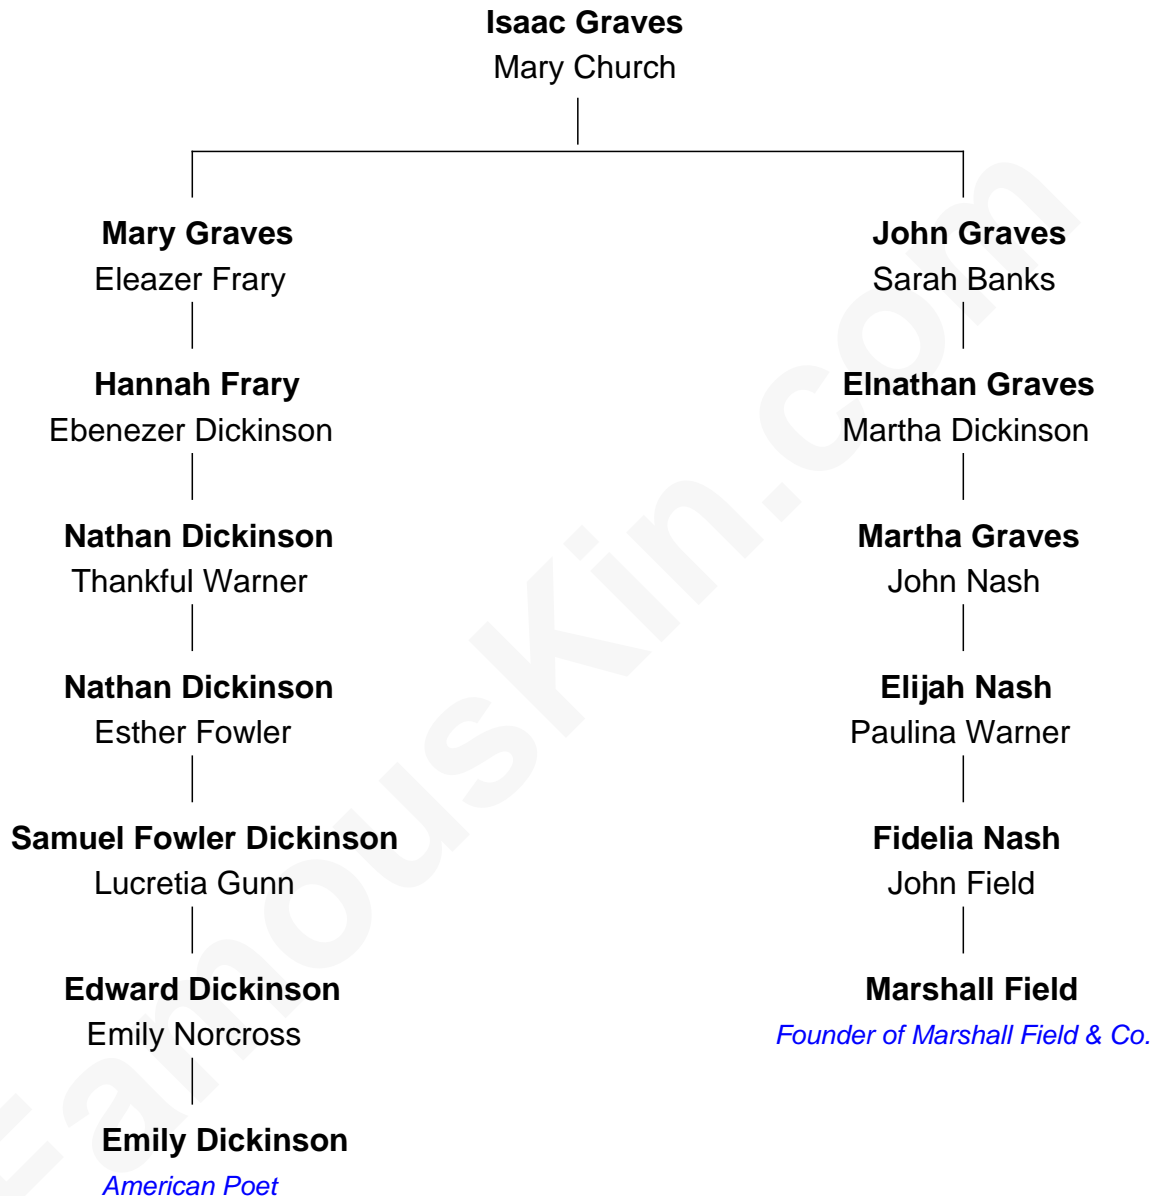 Isaac Graves
Mary Church
Mary Graves
Eleazer Frary
John Graves
Sarah Banks
Hannah Frary
Ebenezer Dickinson
Elnathan Graves
Martha Dickinson
Nathan Dickinson
Thankful Warner
Martha Graves
John Nash
Nathan Dickinson
Esther Fowler
Elijah Nash
Paulina Warner
Samuel Fowler Dickinson
Lucretia Gunn
Fidelia Nash
John Field
Edward Dickinson
Emily Norcross
Marshall Field
Founder of Marshall Field & Co.
Emily Dickinson
American Poet
FamousKin.com